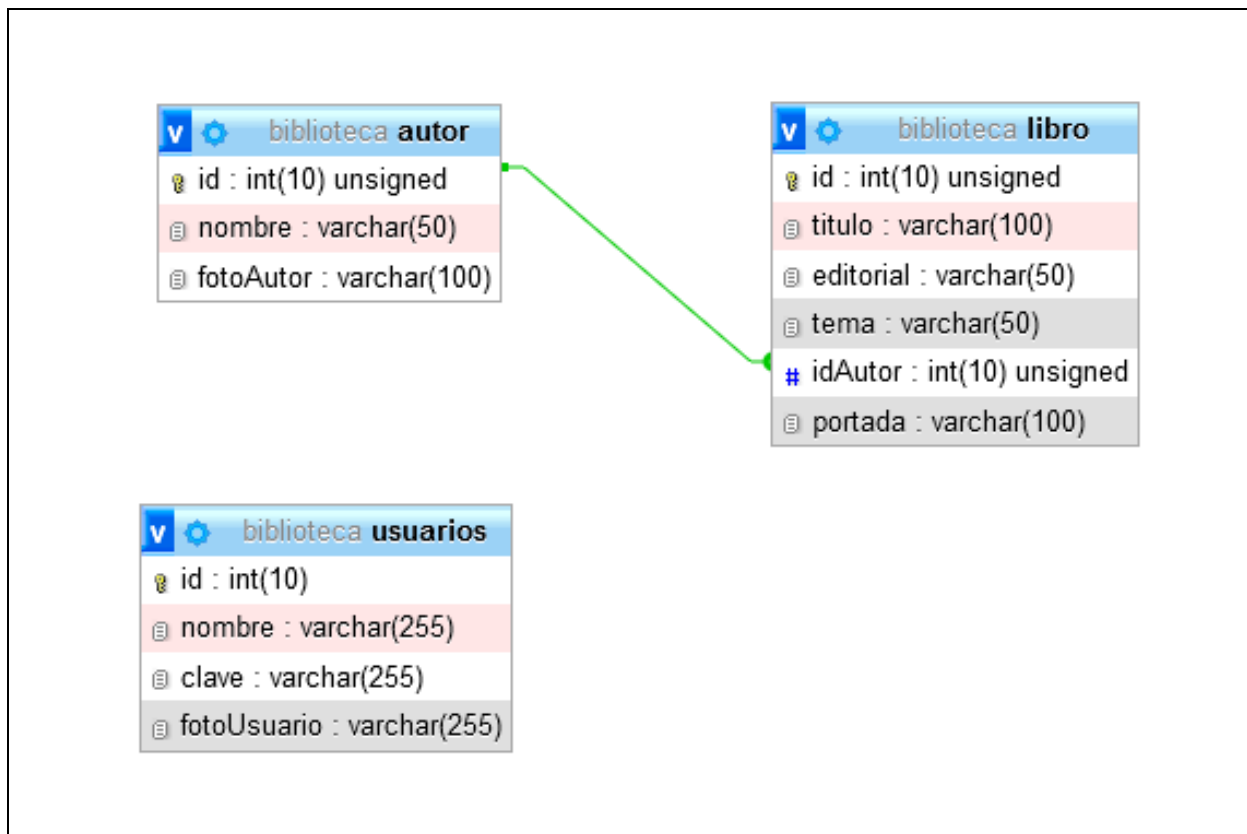 v biblioteca autor
id : int(10) unsigned
nombre : varchar(50)
fotoAutor : varchar(100)
v biblioteca libro
id : int(10) unsigned
titulo : varchar(100)
editorial : varchar(50)
tema : varchar(50)
# idAutor : int(10) unsigned
portada : varchar(100)
v biblioteca usuarios
id : int(10)
nombre : varchar(255)
clave : varchar(255)
fotoUsuario : varchar(255)